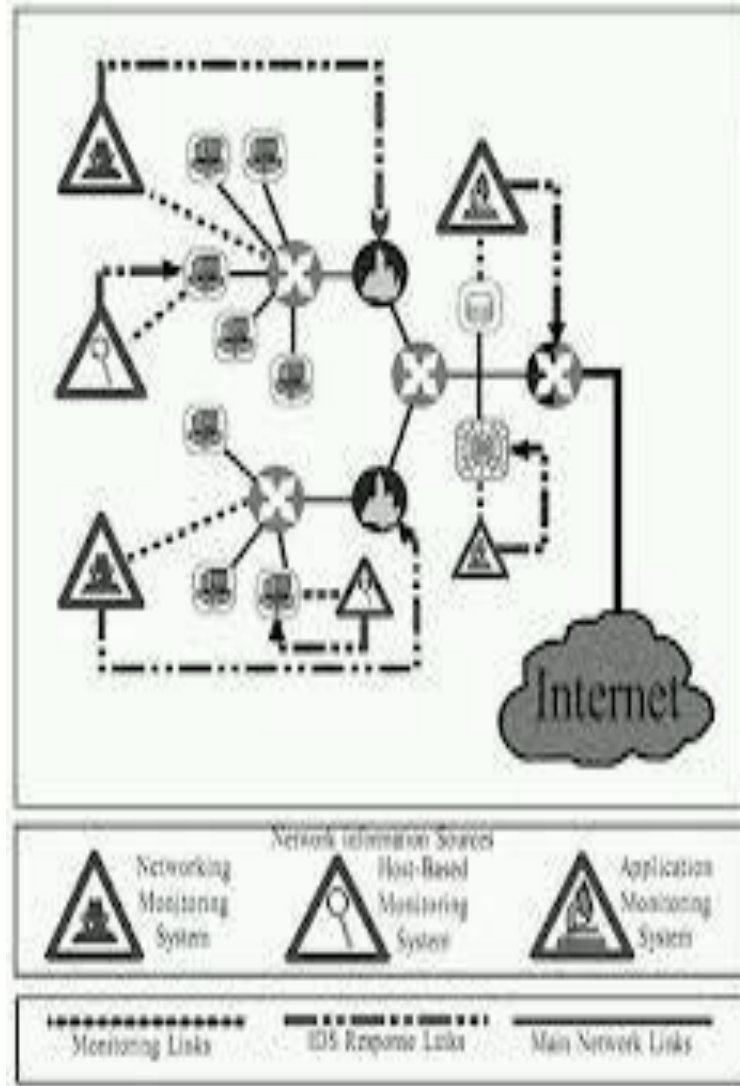 Internet
Network Information Sources
Networking
Monitoring
System
Host-Based
Monitoring
System
Application
Monitoring
System
Monitoring Links
IDS Response Links
Main Network Links